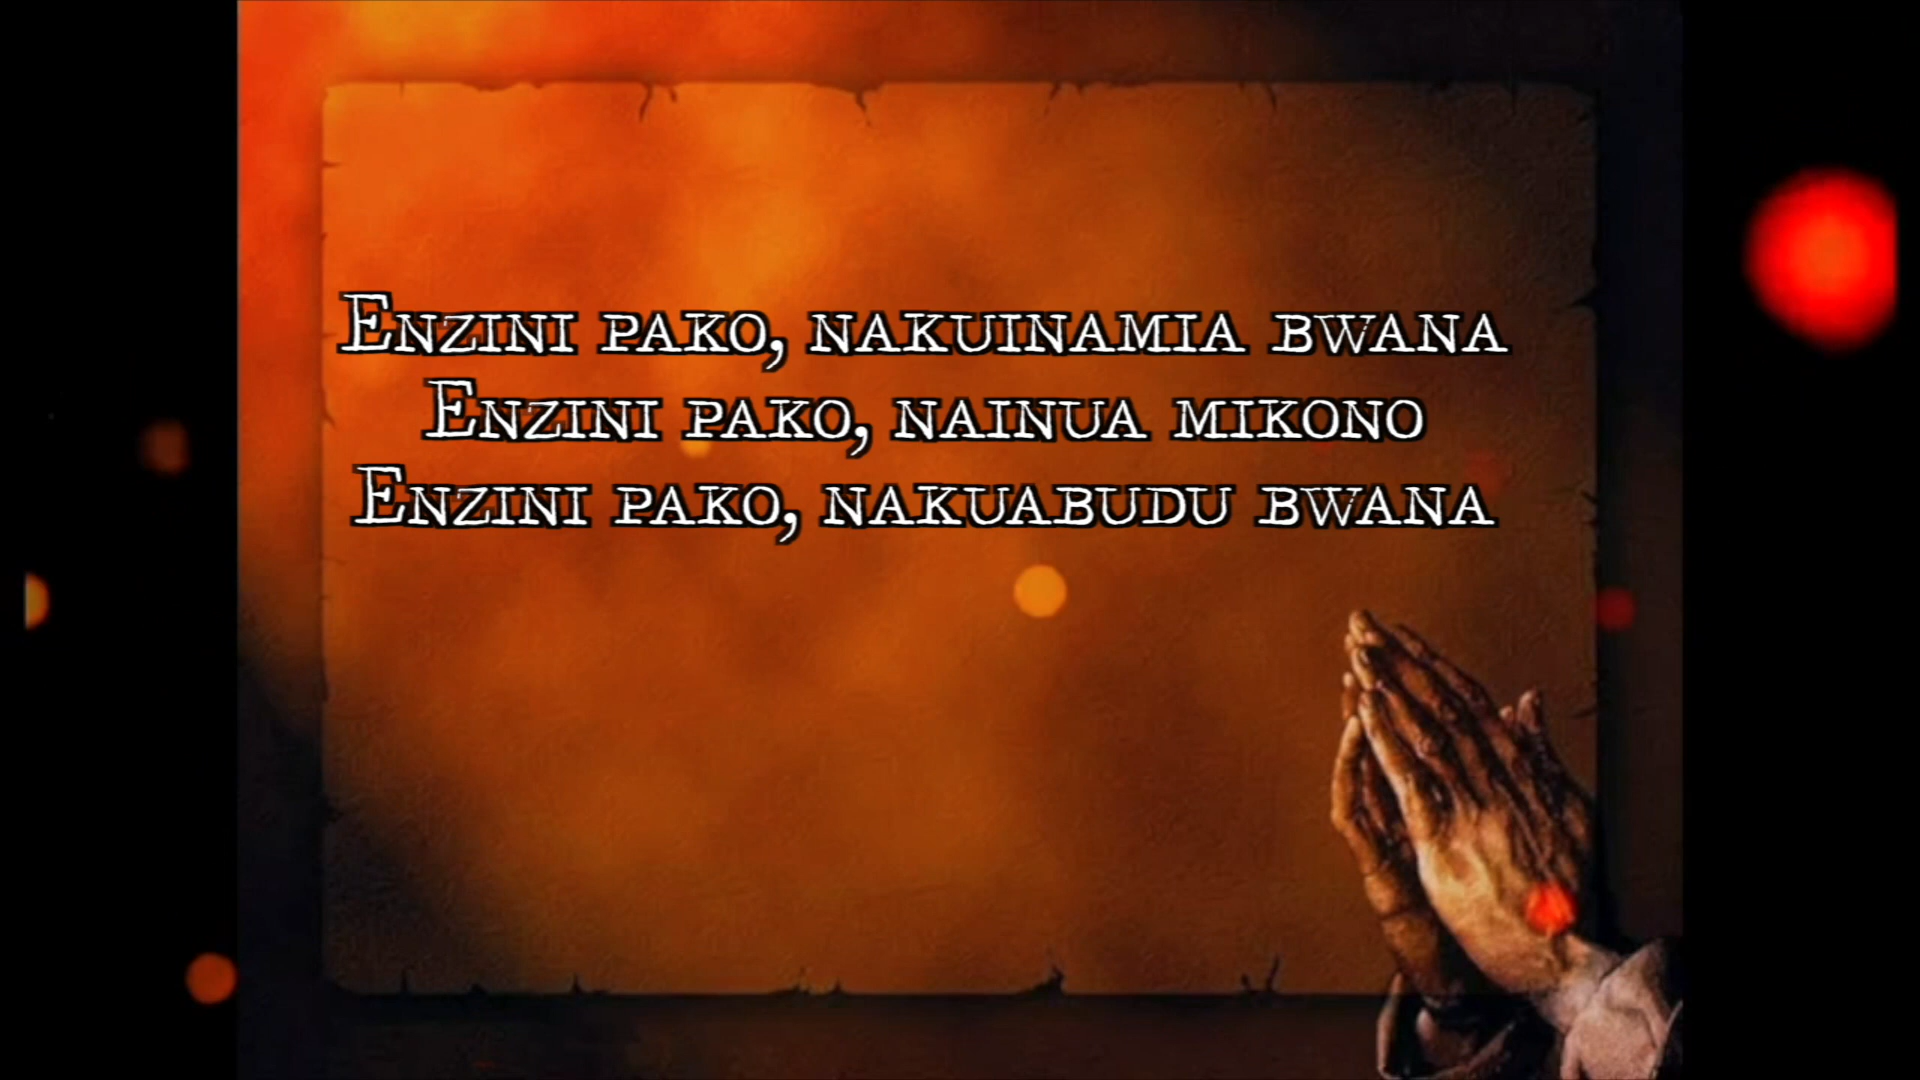 Enzini pako, nakuinamia bwana
Enzini pako, nainua mikono
Enzini pako, nakuabudu bwana